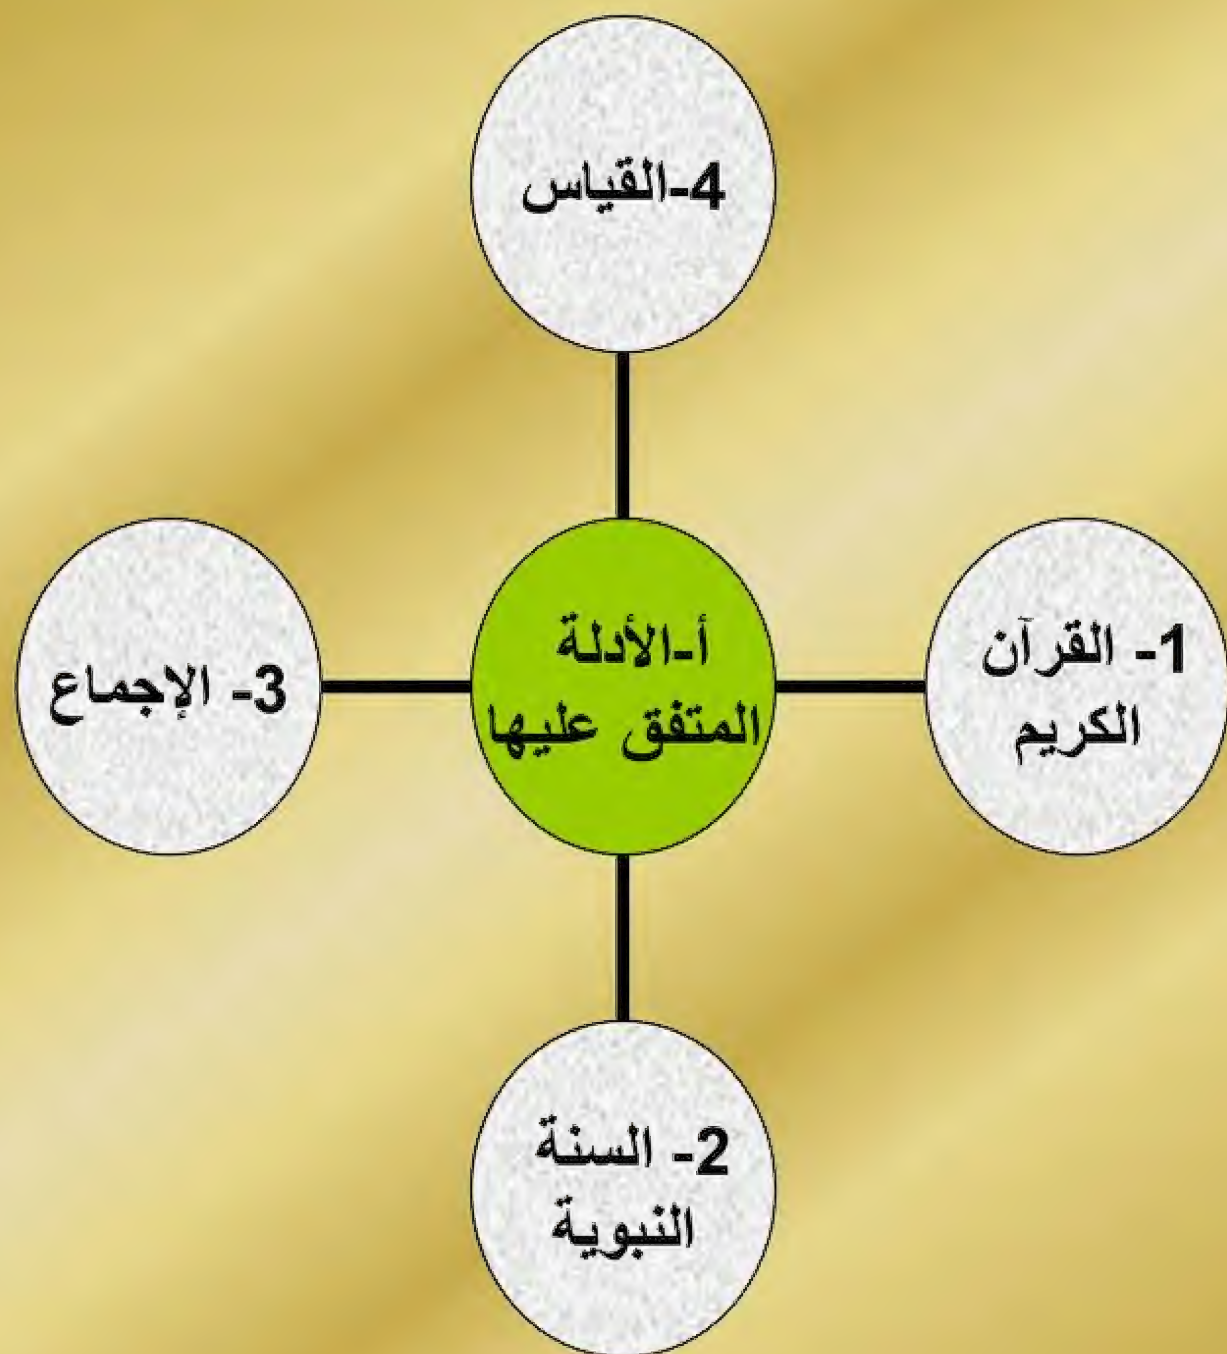 أ-الأدلة
المتفق عليها
1- القرآن
الكريم
2- السنة
النبوية
3- الإجماع
4-القياس